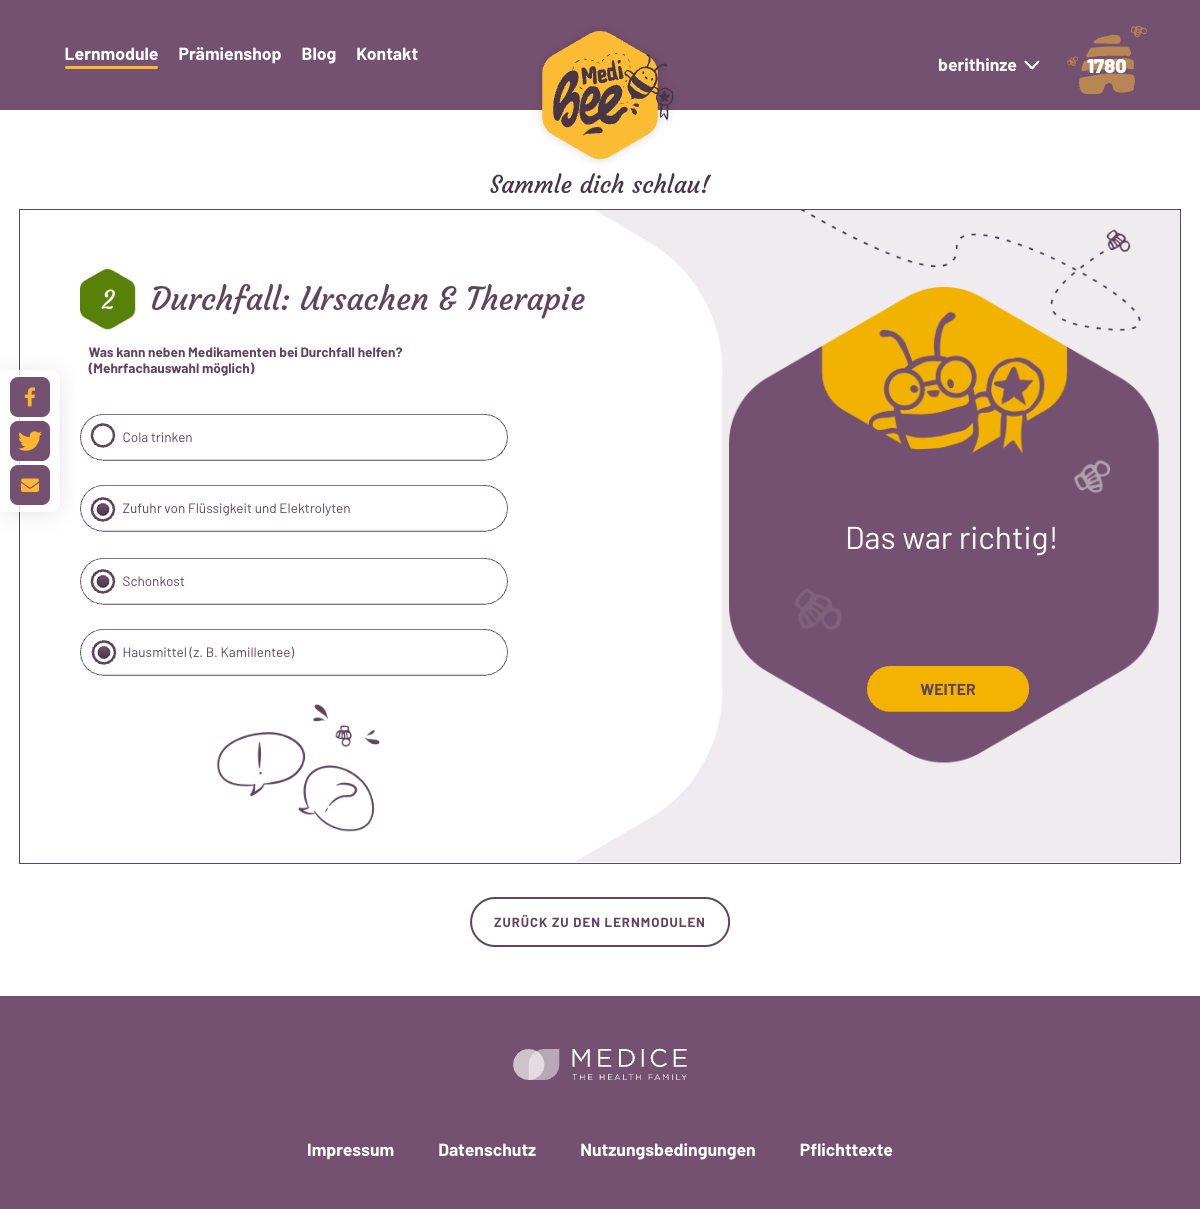 Lernmodule Prämienshop Blog Kontakt
Medi
bee
berithinze
1780
Sammle dich schlau!
2 Durchfall: Ursachen & Therapie
Was kann neben Medikamenten bei Durchfall helfen?
(Mehrfachauswahl möglich)
Cola trinken
Zufuhr von Flüssigkeit und Elektrolyten
Schonkost
Hausmittel (z. B. Kamillentee)
! ?
Das war richtig!
WEITER
ZURÜCK ZU DEN LERNMODULEN
MEDICE
THE HEALTH FAMILY
Impressum Datenschutz Nutzungsbedingungen Pflichttexte